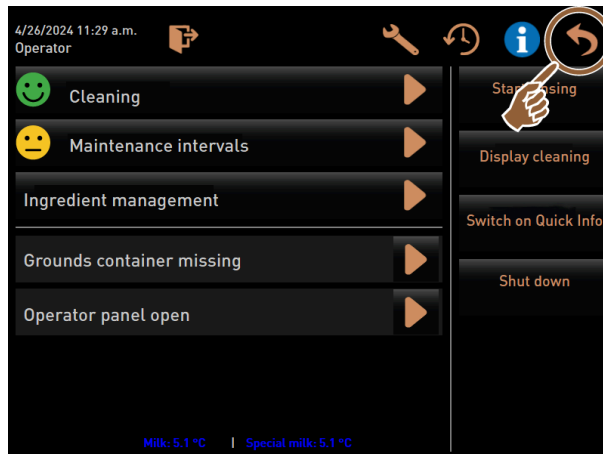 4/26/2024 11:29 a.m.
Operator
Cleaning
Maintenance intervals
Ingredient management
Grounds container missing
Operator panel open
Milk: 5.1 °C | Special milk: 5.1 °C
Display cleaning
Switch on Quick Info
Shut down